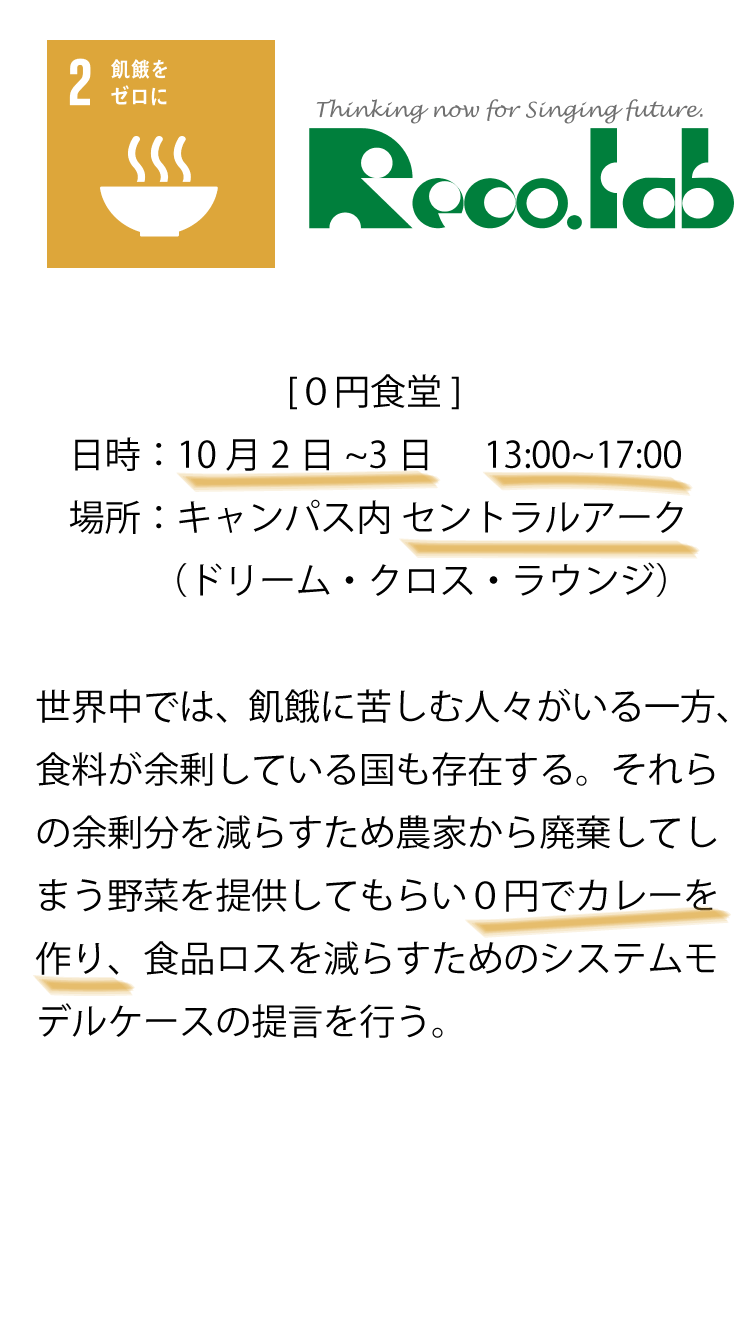 2 飢餓を
ゼロに
Thinking now for Singing future.
Reco.lab
[０円食堂]
日時：10月2日~3日　13:00~17:00
場所：キャンパス内 セントラルアーク
（ドリーム・クロス・ラウンジ）
世界中では、飢餓に苦しむ人々がいる一方、
食料が余剰している国も存在する。それら
の余剰分を減らすため農家から廃棄してし
まう野菜を提供してもらい０円でカレーを
作り、食品ロスを減らすためのシステムモ
デルケースの提言を行う。